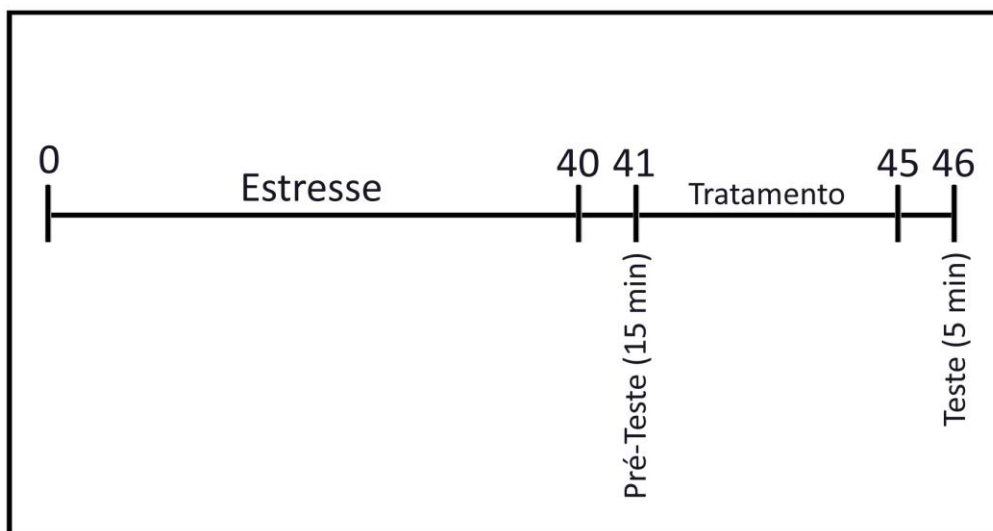 0 40 41 45 46
Estresse Tratamento
Pré-Teste (15 min)
Teste (5 min)